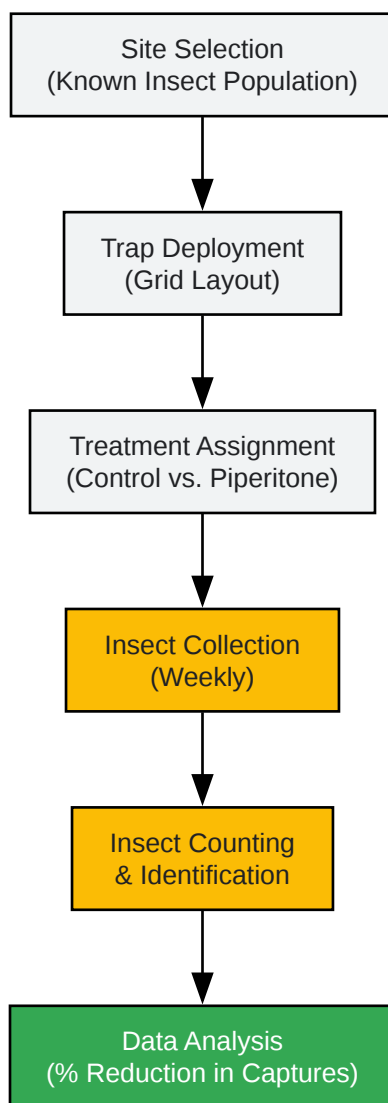 Site Selection
(Known Insect Population)
Trap Deployment
(Grid Layout)
Treatment Assignment
(Control vs. Piperitone)
Insect Collection
(Weekly)
Insect Counting
& Identification
Data Analysis
(% Reduction in Captures)